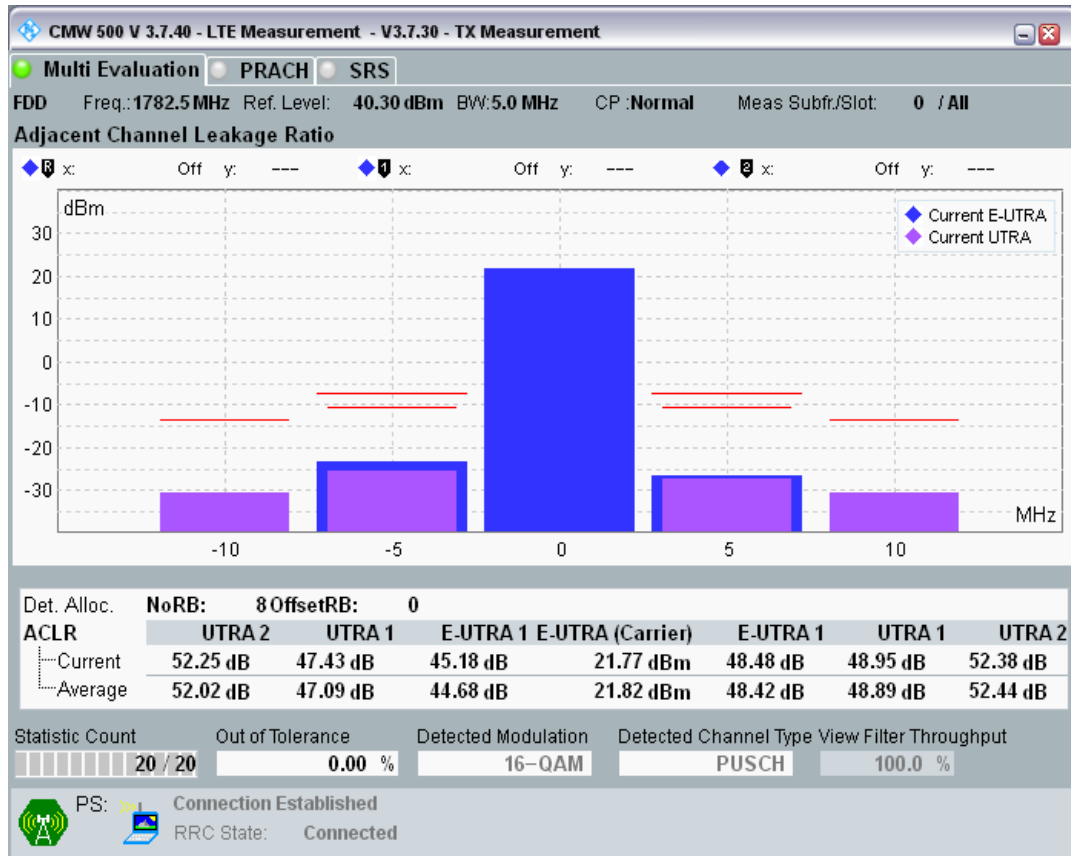 CMW 500 V 3.7.40 - LTE Measurement - V3.7.30 - TX Measurement
Multi Evaluation PRACH SRS
FDD Freq.:1782.5 MHz Ref. Level: 40.30 dBm BW:5.0 MHz CP :Normal Meas Subfr./Slot: 0 / All
Adjacent Channel Leakage Ratio
R x: Off y: --- 1 x: Off y: --- 2 x: Off y: ---
dBm
Current E-UTRA
Current UTRA
30
20
10
0
-10
-20
-30
MHz
-10 -5 0 5 10
Det. Alloc. NoRB: 8 OffsetRB: 0
ACLR UTRA 2 UTRA 1 E-UTRA 1 E-UTRA (Carrier) E-UTRA 1 UTRA 1 UTRA 2
Current 52.25 dB 47.43 dB 45.18 dB 21.77 dBm 48.48 dB 48.95 dB 52.38 dB
Average 52.02 dB 47.09 dB 44.68 dB 21.82 dBm 48.42 dB 48.89 dB 52.44 dB
Statistic Count Out of Tolerance Detected Modulation Detected Channel Type View Filter Throughput
20 / 20 0.00 % 16-QAM PUSCH 100.0 %
PS: Connection Established
RRC State: Connected